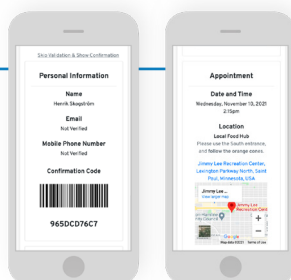 Skip Validation & Show Confirmation
Personal Information
Name
Henrik Skogström
Email
Not Verified
Mobile Phone Number
Not Verified
Confirmation Code
965DCD76C7
Appointment
Date and Time
Wednesday, November 10, 2021
2:15pm
Location
Local Food Hub
Please use the South entrance,
and follow the orange cones.
Jimmy Lee Recreation Center,
Lexington Parkway North, Saint
Paul, Minnesota, USA
Jimmy Lee ...
View larger map
Jimmy Lee
Recreation Cent
+
−
Google
Map data ©2021 Terms of Use